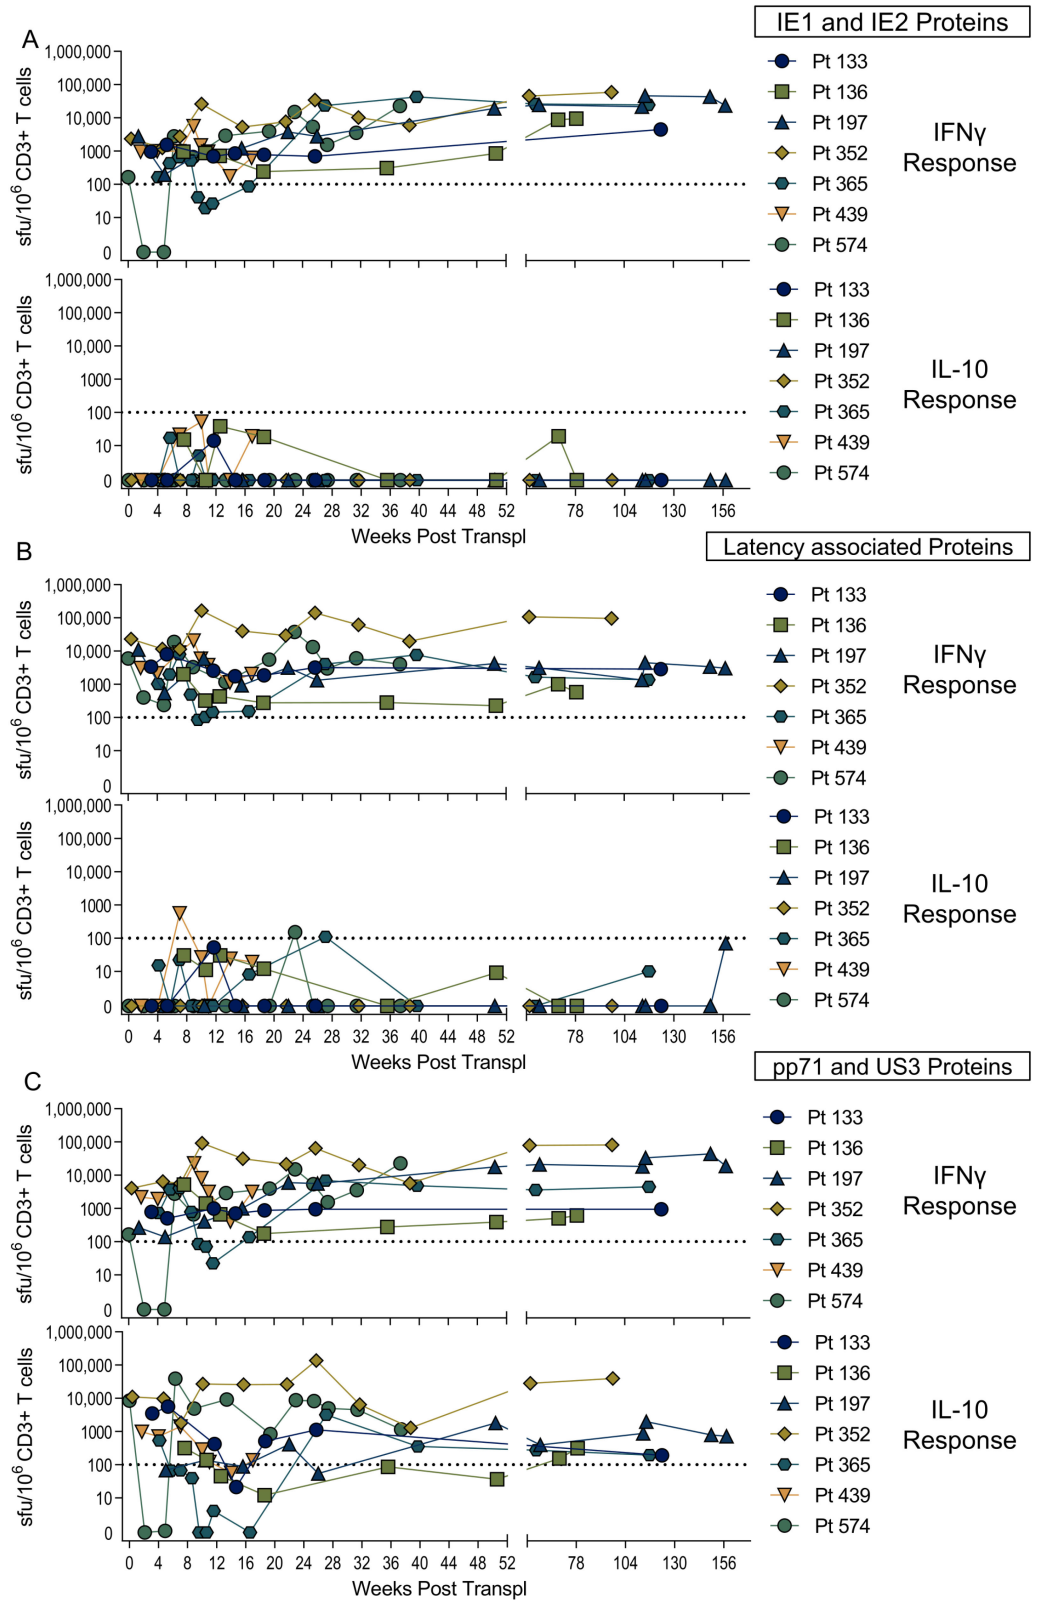 A
IE1 and IE2 Proteins
sfu/10⁶ CD3+ T cells
1,000,000
100,000
10,000
1000
100
10
0
Pt 133
Pt 136
Pt 197
Pt 352
Pt 365
Pt 439
Pt 574
IFNγ
Response
sfu/10⁶ CD3+ T cells
1,000,000
100,000
10,000
1000
100
10
0
Pt 133
Pt 136
Pt 197
Pt 352
Pt 365
Pt 439
Pt 574
IL-10
Response
0 4 8 12 16 20 24 28 32 36 40 44 48 52 78 104 130 156
Weeks Post Transpl
B
Latency associated Proteins
sfu/10⁶ CD3+ T cells
1,000,000
100,000
10,000
1000
100
10
0
Pt 133
Pt 136
Pt 197
Pt 352
Pt 365
Pt 439
Pt 574
IFNγ
Response
sfu/10⁶ CD3+ T cells
1,000,000
100,000
10,000
1000
100
10
0
Pt 133
Pt 136
Pt 197
Pt 352
Pt 365
Pt 439
Pt 574
IL-10
Response
0 4 8 12 16 20 24 28 32 36 40 44 48 52 78 104 130 156
Weeks Post Transpl
C
pp71 and US3 Proteins
sfu/10⁶ CD3+ T cells
1,000,000
100,000
10,000
1000
100
10
0
Pt 133
Pt 136
Pt 197
Pt 352
Pt 365
Pt 439
Pt 574
IFNγ
Response
sfu/10⁶ CD3+ T cells
1,000,000
100,000
10,000
1000
100
10
0
Pt 133
Pt 136
Pt 197
Pt 352
Pt 365
Pt 439
Pt 574
IL-10
Response
0 4 8 12 16 20 24 28 32 36 40 44 48 52 78 104 130 156
Weeks Post Transpl